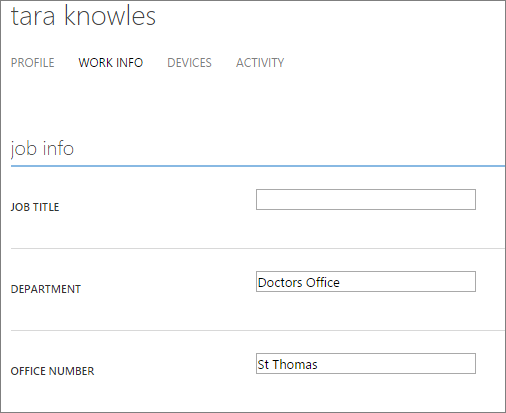 tara knowles
PROFILE WORK INFO DEVICES ACTIVITY
job info
JOB TITLE
DEPARTMENT Doctors Office
OFFICE NUMBER St Thomas